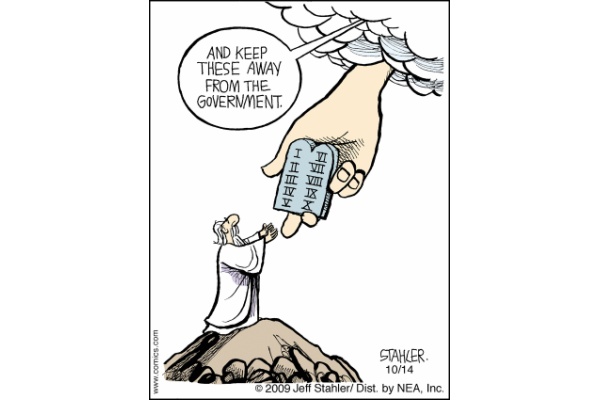 AND KEEP
THESE AWAY
FROM THE
GOVERNMENT.
I VI
II VII
III VIII
IV IX
V X
STAHLER.
10/14
www.comics.com
© 2009 Jeff Stahler/ Dist. by NEA, Inc.